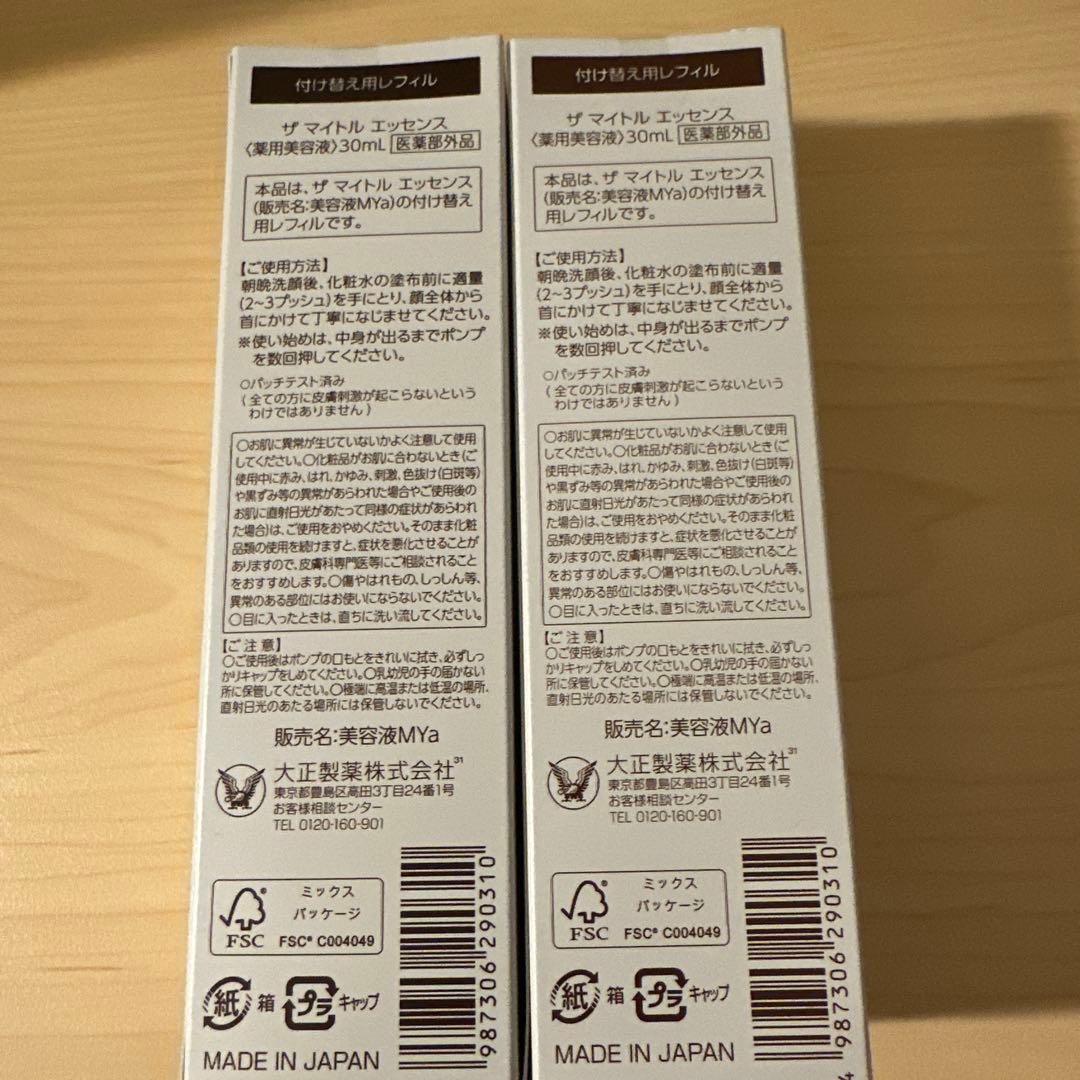 付け替え用レフィル
ザ マイトル エッセンス
〈薬用美容液〉30mL 医薬部外品
本品は、ザ マイトル エッセンス
(販売名:美容液MYa)の付け替え
用レフィルです。
【ご使用方法】
朝晩洗顔後、化粧水の塗布前に適量
(2~3プッシュ)を手にとり、顔全体から
首にかけて丁寧になじませてください。
※使い始めは、中身が出るまでポンプ
を数回押してください。
○パッチテスト済み
(全ての方に皮膚刺激が起こらないという
わけではありません)
○お肌に異常が生じていないかよく注意して使用
してください。○化粧品がお肌に合わないとき(ご
使用中に赤み、はれ、かゆみ、刺激、色抜け(白斑等)
や黒ずみ等の異常があらわれた場合やご使用後の
お肌に直射日光があたって同様の症状があらわれ
た場合)は、ご使用をおやめください。そのまま化粧
品類の使用を続けますと、症状を悪化させることが
ありますので、皮膚科専門医等にご相談されること
をおすすめします。○傷やはれもの、しっしん等、
異常のある部位にはお使いにならないでください。
○目に入ったときは、直ちに洗い流してください。
【ご注意】
○ご使用後はポンプの口もとをきれいに拭き、必ずしっ
かりキャップをしめてください。○乳幼児の手の届かない
所に保管してください。○極端に高温または低温の場所、
直射日光のあたる場所には保管しないでください。
販売名:美容液MYa
大正製薬株式会社31
東京都豊島区高田3丁目24番1号
お客様相談センター
TEL 0120-160-901
FSC
ミックス
パッケージ
FSC® C004049
紙 箱 プラ キャップ
MADE IN JAPAN
987306 290310
付け替え用レフィル
ザ マイトル エッセンス
〈薬用美容液〉30mL 医薬部外品
本品は、ザ マイトル エッセンス
(販売名:美容液MYa)の付け替え
用レフィルです。
【ご使用方法】
朝晩洗顔後、化粧水の塗布前に適量
(2~3プッシュ)を手にとり、顔全体から
首にかけて丁寧になじませてください。
※使い始めは、中身が出るまでポンプ
を数回押してください。
○パッチテスト済み
(全ての方に皮膚刺激が起こらないという
わけではありません)
○お肌に異常が生じていないかよく注意して使用
してください。○化粧品がお肌に合わないとき(ご
使用中に赤み、はれ、かゆみ、刺激、色抜け(白斑等)
や黒ずみ等の異常があらわれた場合やご使用後の
お肌に直射日光があたって同様の症状があらわれ
た場合)は、ご使用をおやめください。そのまま化粧
品類の使用を続けますと、症状を悪化させることが
ありますので、皮膚科専門医等にご相談されること
をおすすめします。○傷やはれもの、しっしん等、
異常のある部位にはお使いにならないでください。
○目に入ったときは、直ちに洗い流してください。
【ご注意】
○ご使用後はポンプの口もとをきれいに拭き、必ずしっ
かりキャップをしめてください。○乳幼児の手の届かない
所に保管してください。○極端に高温または低温の場所、
直射日光のあたる場所には保管しないでください。
販売名:美容液MYa
大正製薬株式会社31
東京都豊島区高田3丁目24番1号
お客様相談センター
TEL 0120-160-901
FSC
ミックス
パッケージ
FSC® C004049
紙 箱 プラ キャップ
MADE IN JAPAN
4 987306 290310